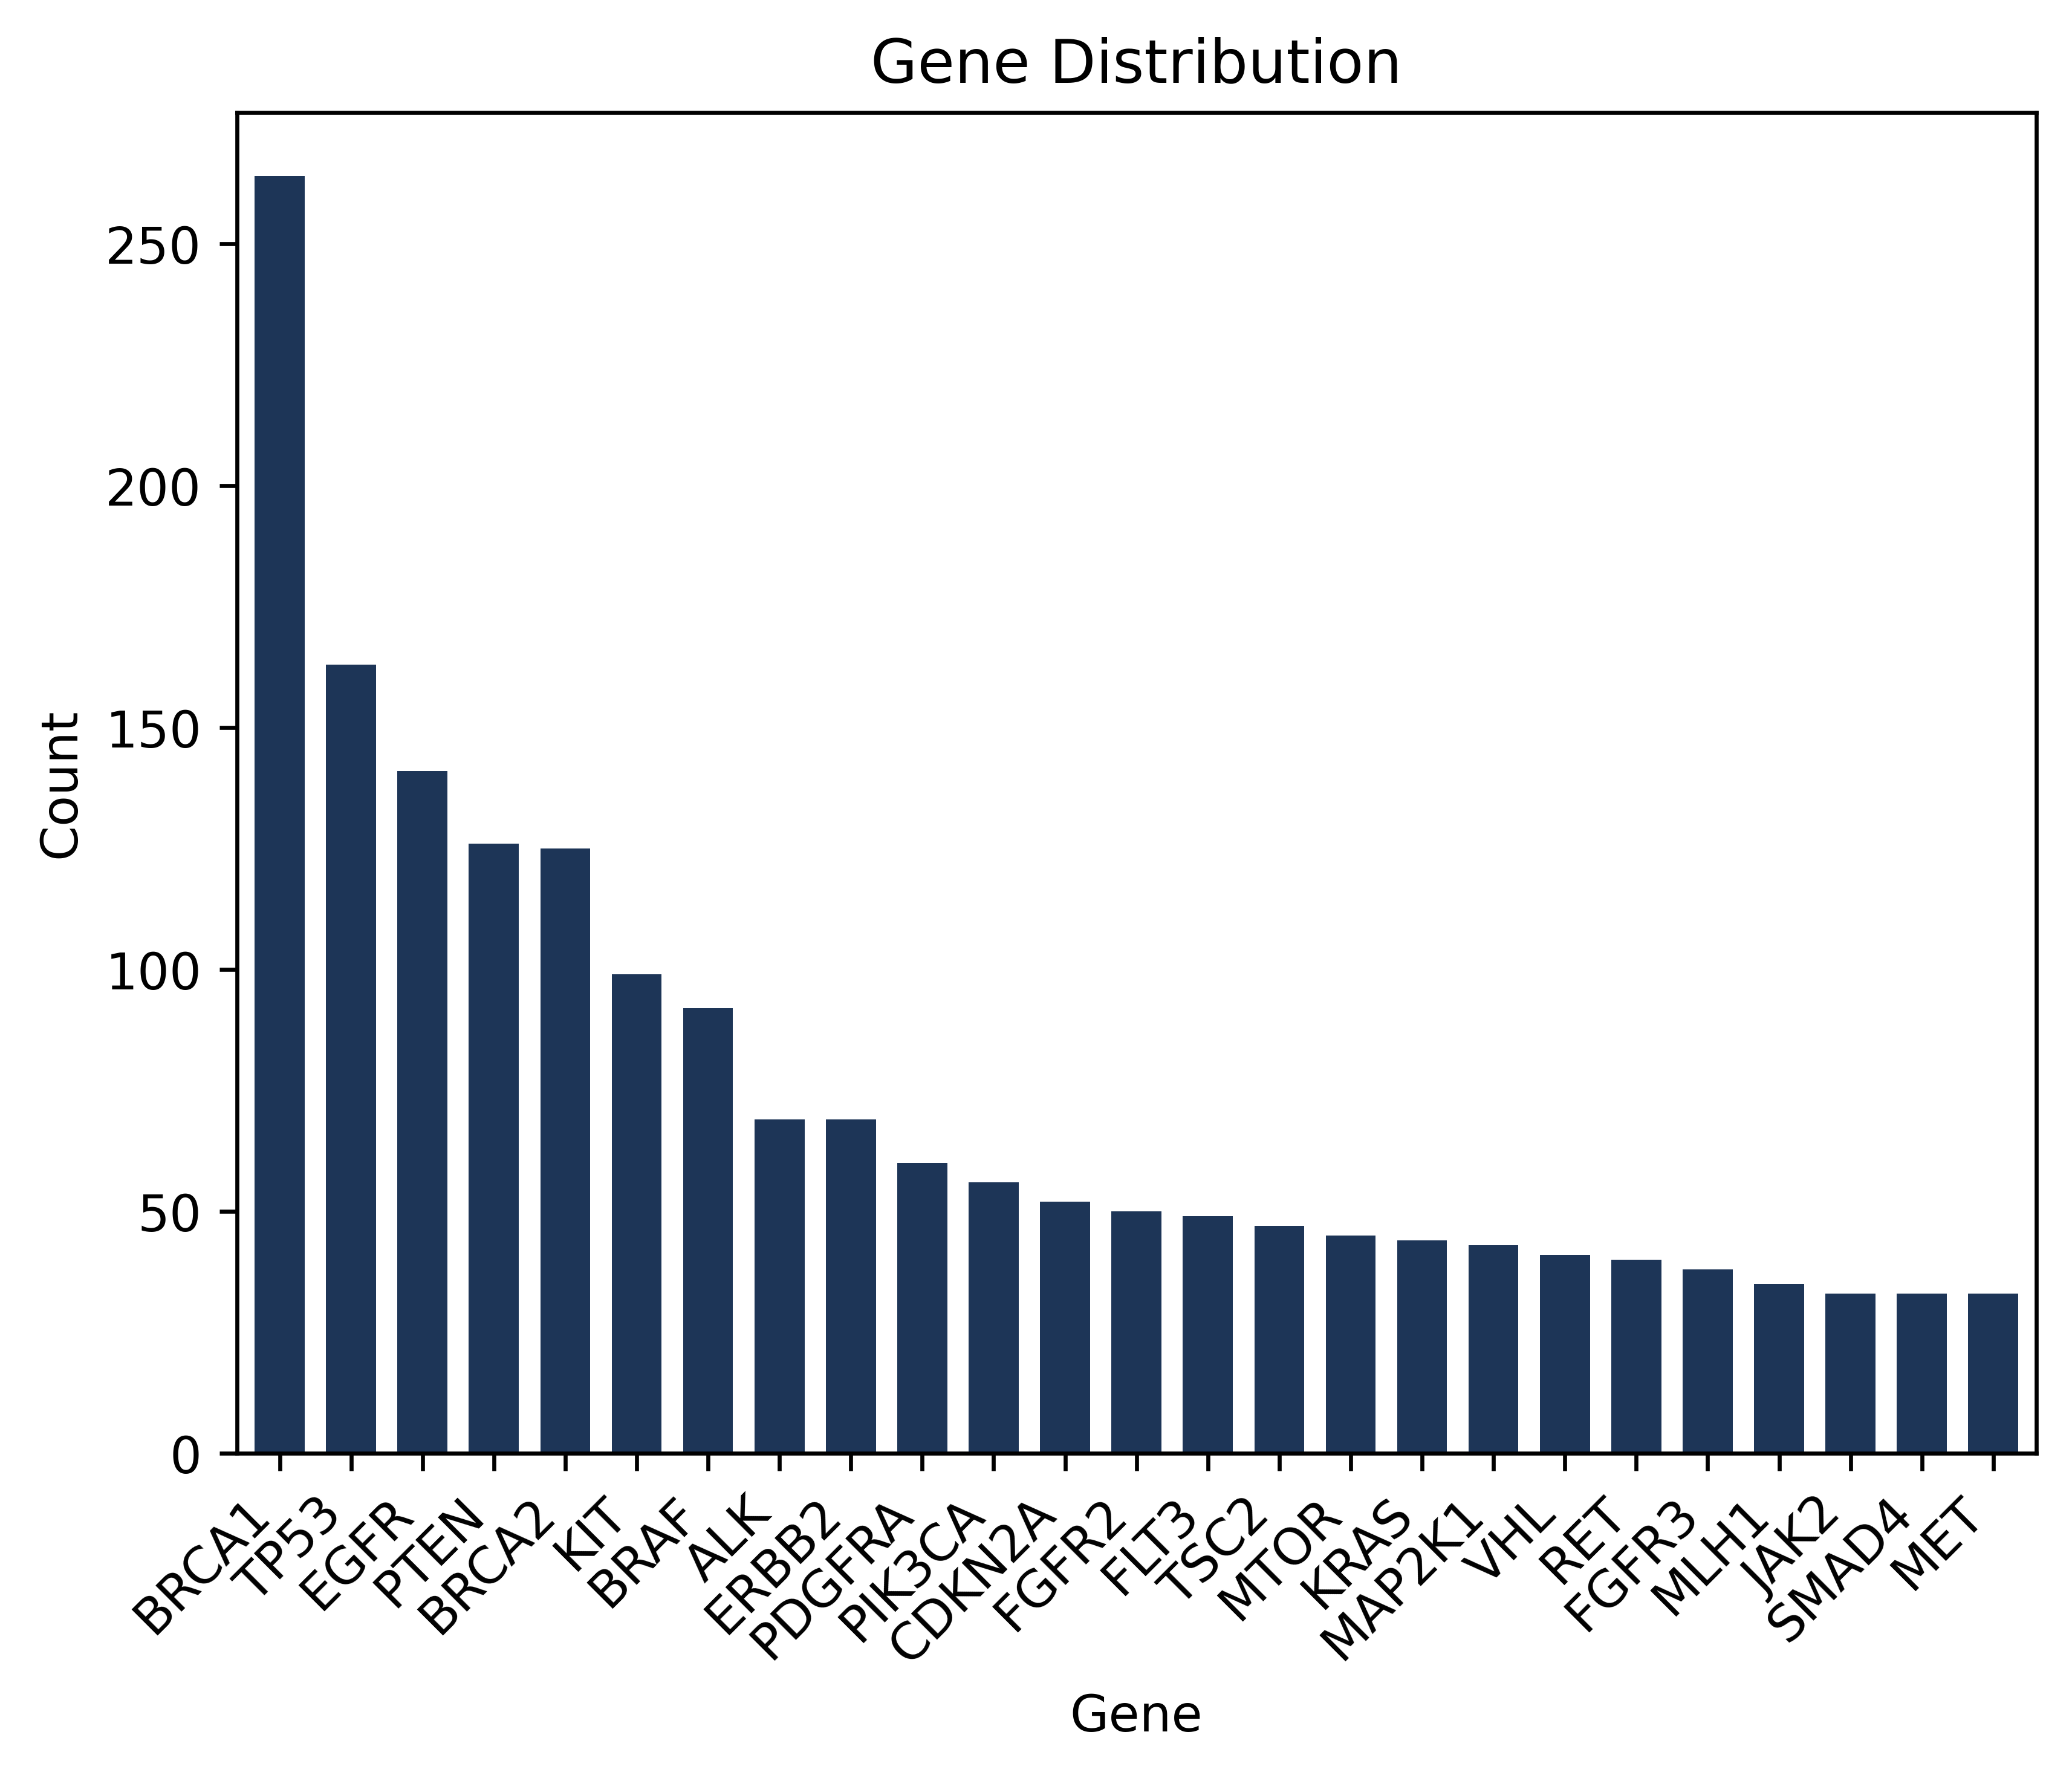 Gene Distribution
Count
250
200
150
100
50
0
BRCA1
TP53
EGFR
PTEN
BRCA2
KIT
BRAF
ALK
ERBB2
PDGFRA
PIK3CA
CDKN2A
FGFR2
FLT3
TSC2
MTOR
KRAS
MAP2K1
VHL
RET
FGFR3
MLH1
JAK2
SMAD4
MET
Gene